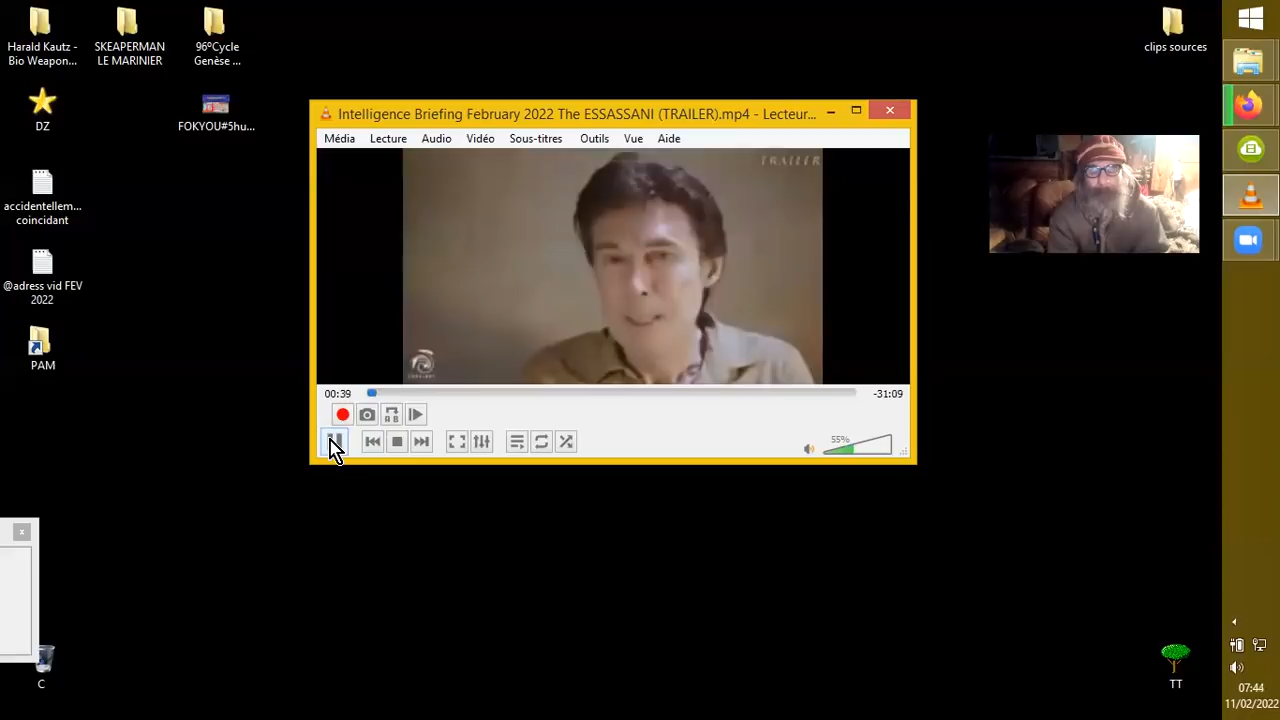 Harald Kautz -
Bio Weapon...
SKEAPERMAN
LE MARINIER
96°Cycle
Genèse ...
clips sources
DZ
FOKYOU#5hu...
accidentellem...
coincidant
@adress vid FEV
2022
PAM
C
Intelligence Briefing February 2022 The ESSASSANI (TRAILER).mp4 - Lecteur...
Média Lecture Audio Vidéo Sous-titres Outils Vue Aide
TRAILER
00:39
-31:09
A B
55%
TT
07:44
11/02/2022